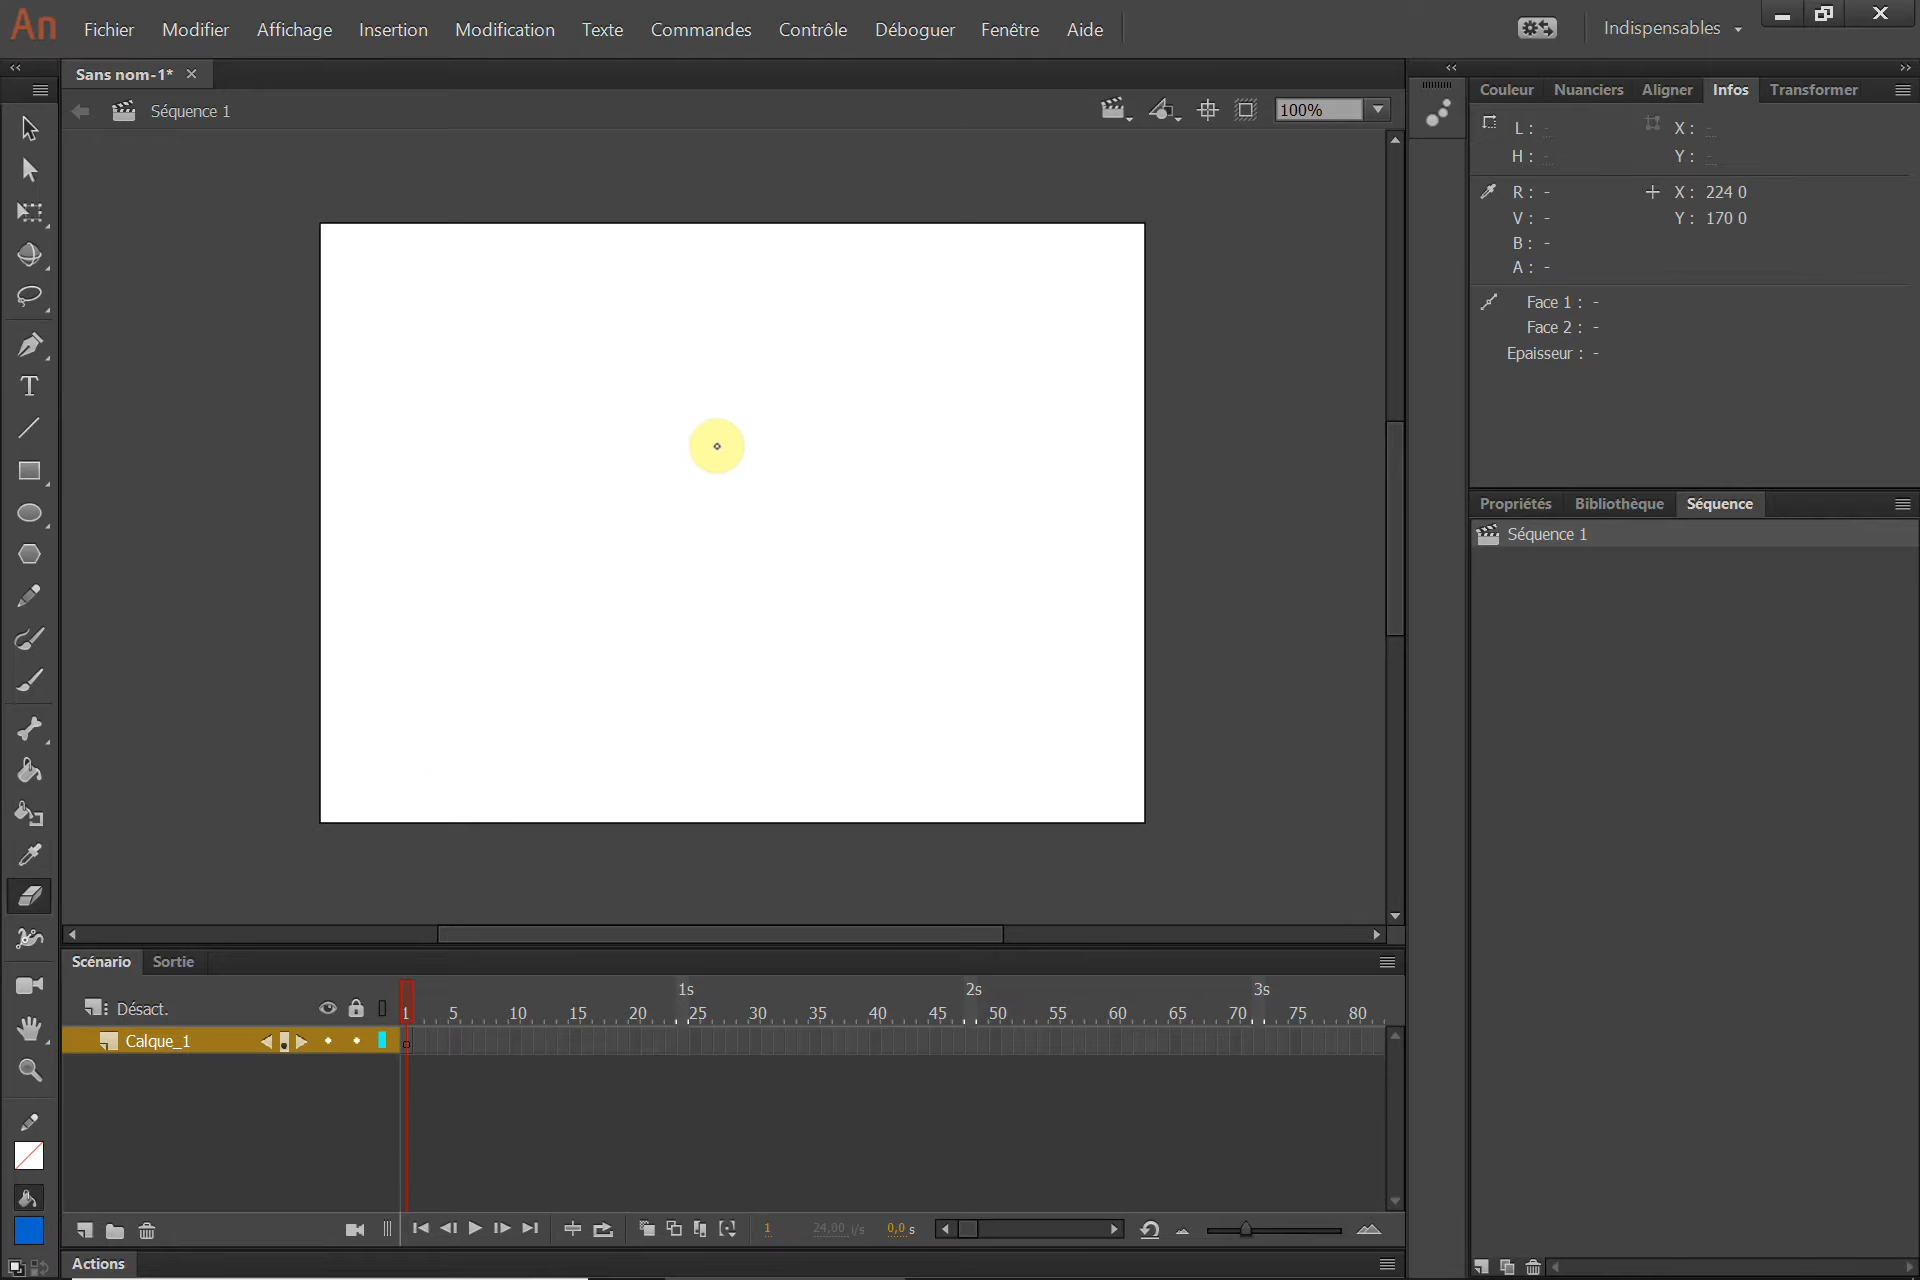 An Fichier Modifier Affichage Insertion Modification Texte Commandes Contrôle Déboguer Fenêtre Aide Indispensables
Sans nom-1*
Séquence 1
100%
Couleur Nuanciers Aligner Infos Transformer
L : - X : -
H : - Y : -
R : - X : 224 0
V : - Y : 170 0
B : -
A : -
Face 1 : -
Face 2 : -
Epaisseur : -
Propriétés Bibliothèque Séquence
Séquence 1
T
Scénario Sortie
1s 2s 3s
Désact.
1 5 10 15 20 25 30 35 40 45 50 55 60 65 70 75 80
Calque_1
1 24,00 i/s 0,0 s
Actions